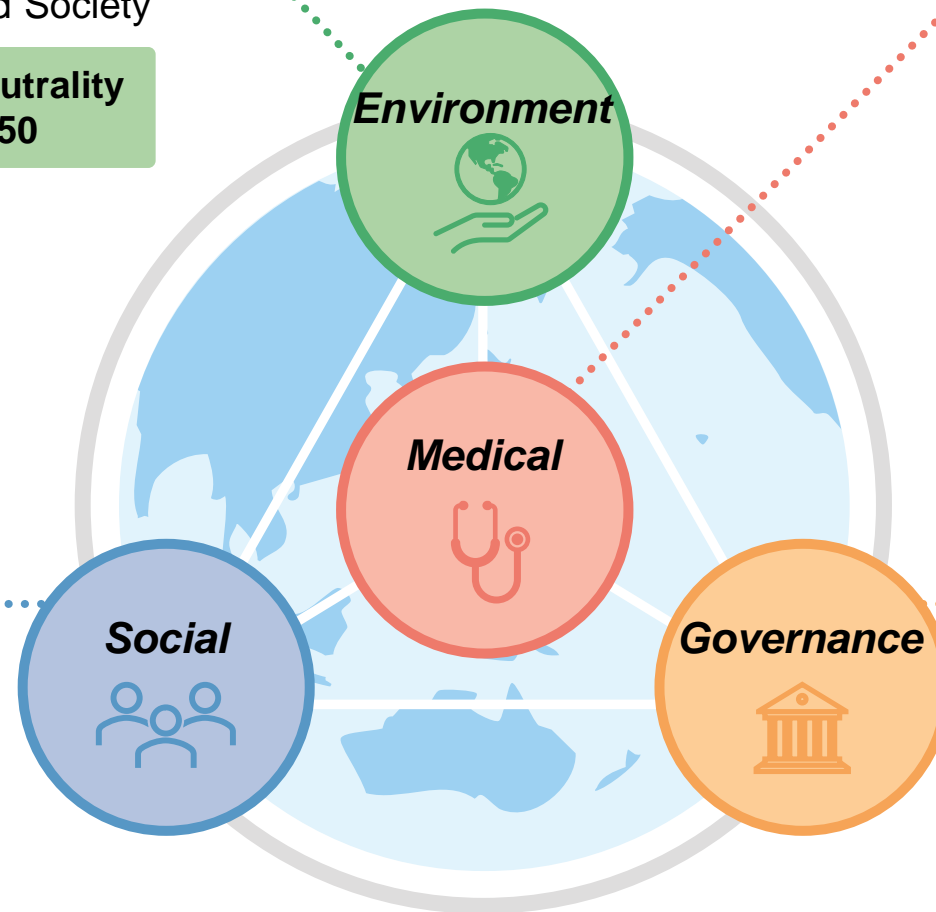 d Society
utrality
50
Environment
Medical
Social
Governance